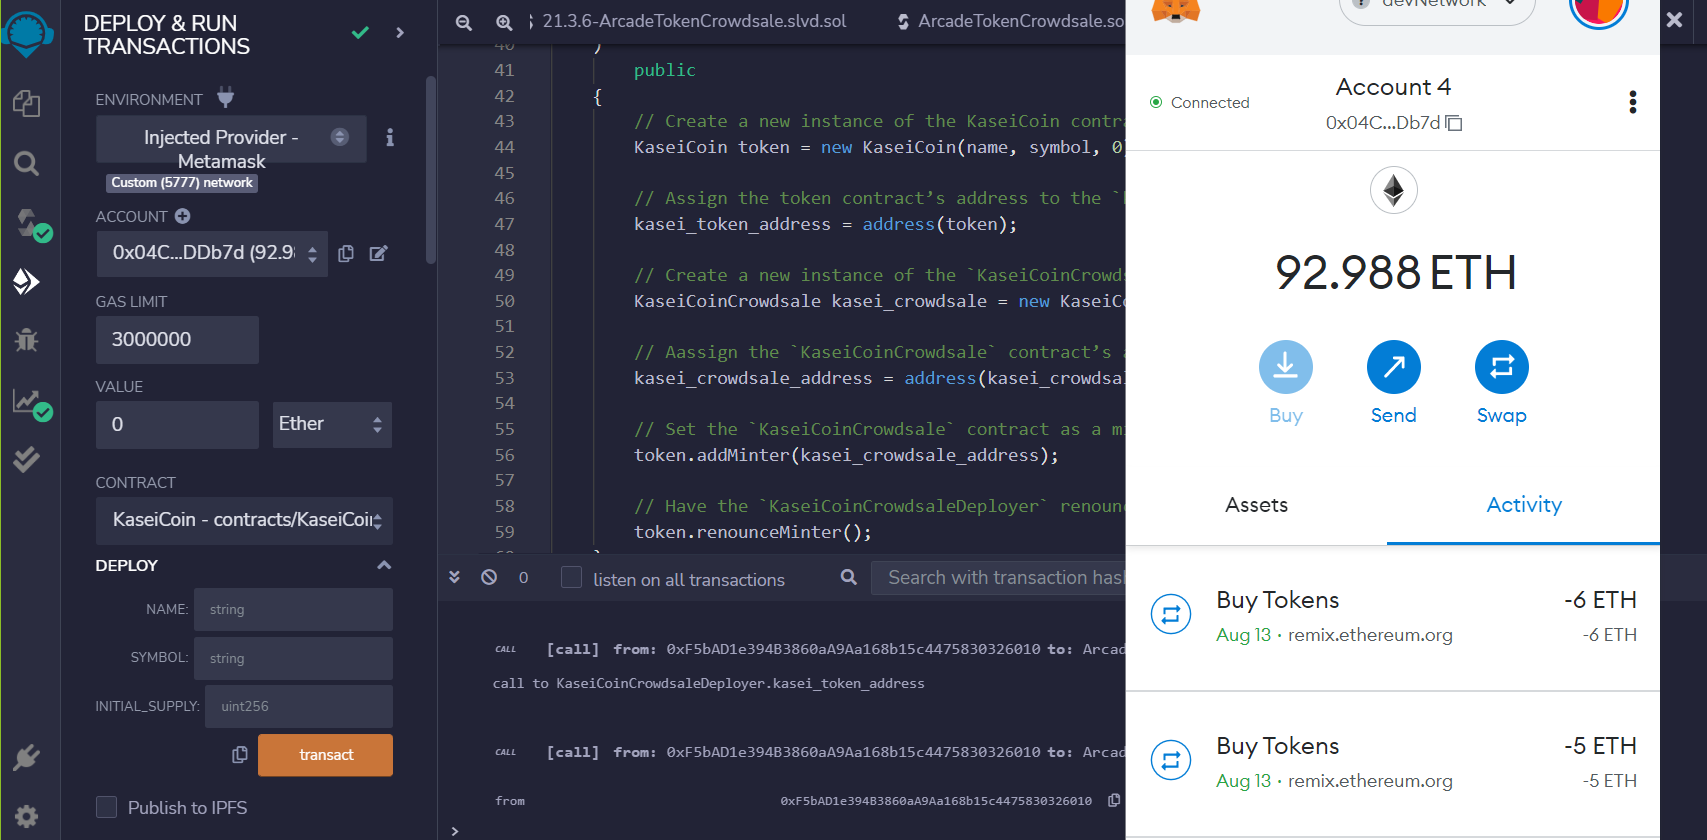 DEPLOY & RUN
TRANSACTIONS
ENVIRONMENT
Injected Provider -
Metamask
Custom (5777) network
ACCOUNT
0x04C...DDb7d (92.9
GAS LIMIT
3000000
VALUE
0
Ether
CONTRACT
KaseiCoin - contracts/KaseiCoi
DEPLOY
NAME:
string
SYMBOL:
string
INITIAL_SUPPLY:
uint256
transact
Publish to IPFS
21.3.6-ArcadeTokenCrowdsale.slvd.sol
ArcadeTokenCrowdsale.so
40 )
41 public
42 {
43 // Create a new instance of the KaseiCoin contra
44 KaseiCoin token = new KaseiCoin(name, symbol, 0)
45
46 // Assign the token contract’s address to the `
47 kasei_token_address = address(token);
48
49 // Create a new instance of the `KaseiCoinCrowds
50 KaseiCoinCrowdsale kasei_crowdsale = new KaseiCo
51
52 // Aassign the `KaseiCoinCrowdsale` contract’s a
53 kasei_crowdsale_address = address(kasei_crowdsal
54
55 // Set the `KaseiCoinCrowdsale` contract as a m
56 token.addMinter(kasei_crowdsale_address);
57
58 // Have the `KaseiCoinCrowdsaleDeployer` renounc
59 token.renounceMinter();
60 }
0
listen on all transactions
Search with transaction hash
CALL [call] from: 0xF5bAD1e394B3860aA9Aa168b15c4475830326010 to: Arcad
call to KaseiCoinCrowdsaleDeployer.kasei_token_address
CALL [call] from: 0xF5bAD1e394B3860aA9Aa168b15c4475830326010 to: Arcad
from 0xF5bAD1e394B3860aA9Aa168b15c4475830326010
>
devNetwork
Connected
Account 4
0x04C...Db7d
92.988 ETH
Buy
Send
Swap
Assets
Activity
Buy Tokens
-6 ETH
Aug 13 · remix.ethereum.org
-6 ETH
Buy Tokens
-5 ETH
Aug 13 · remix.ethereum.org
-5 ETH